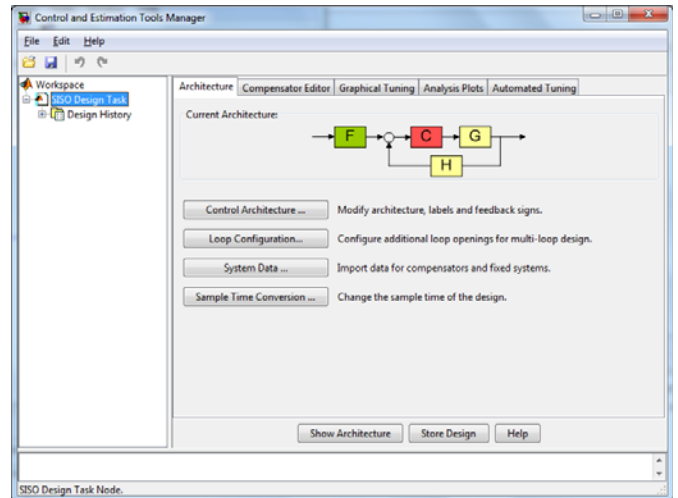 Control and Estimation Tools Manager
File Edit Help
Workspace
SISO Design Task
Design History
Architecture Compensator Editor Graphical Tuning Analysis Plots Automated Tuning
Current Architecture:
F C G
H
Control Architecture ... Modify architecture, labels and feedback signs.
Loop Configuration... Configure additional loop openings for multi-loop design.
System Data ... Import data for compensators and fixed systems.
Sample Time Conversion ... Change the sample time of the design.
Show Architecture Store Design Help
SISO Design Task Node.